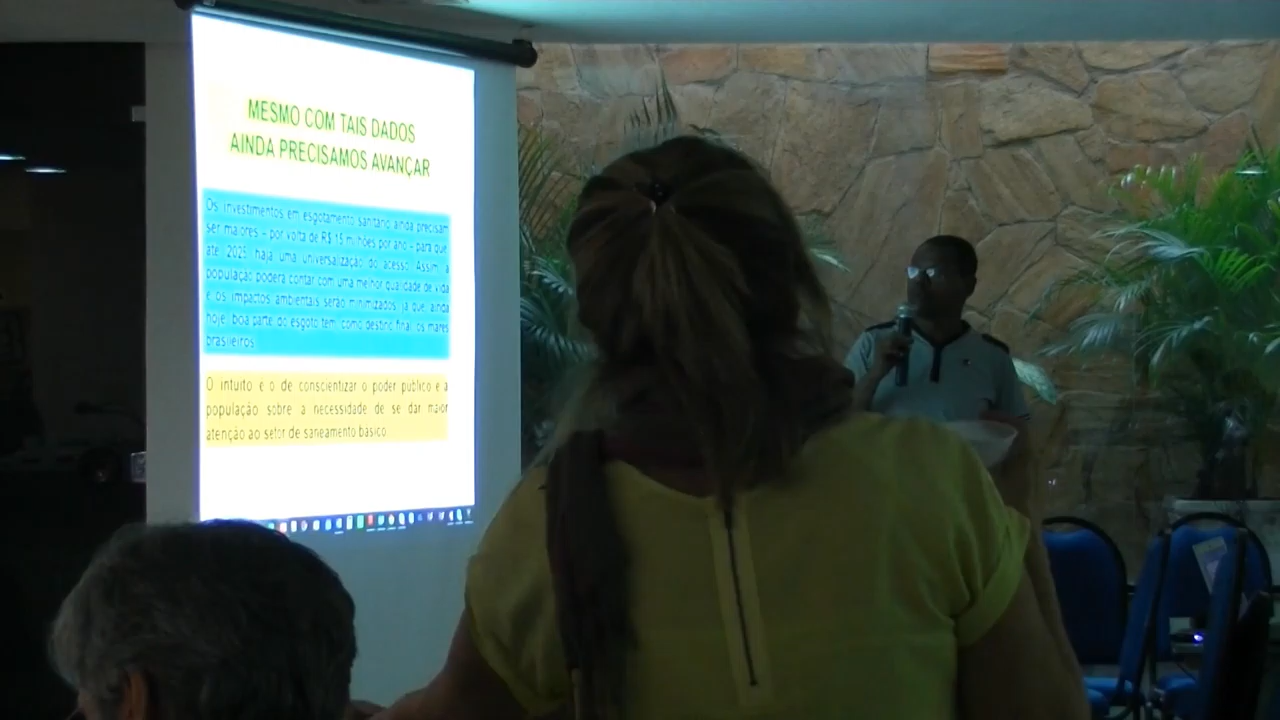 MESMO COM TAIS DADOS
AINDA PRECISAMOS AVANÇAR
Os investimentos em esgotamento sanitário ainda precisam
ser maiores – por volta de R$ 15 milhões por ano – para que
até 2025 haja uma universalização do acesso. Assim a
população poderá contar com uma melhor qualidade de vida
e os impactos ambientais serão minimizados, já que, ainda
hoje, boa parte do esgoto tem como destino final os mares
brasileiros.
O intuito é o de conscientizar o poder público e a
população sobre a necessidade de se dar maior
atenção ao setor de saneamento básico.